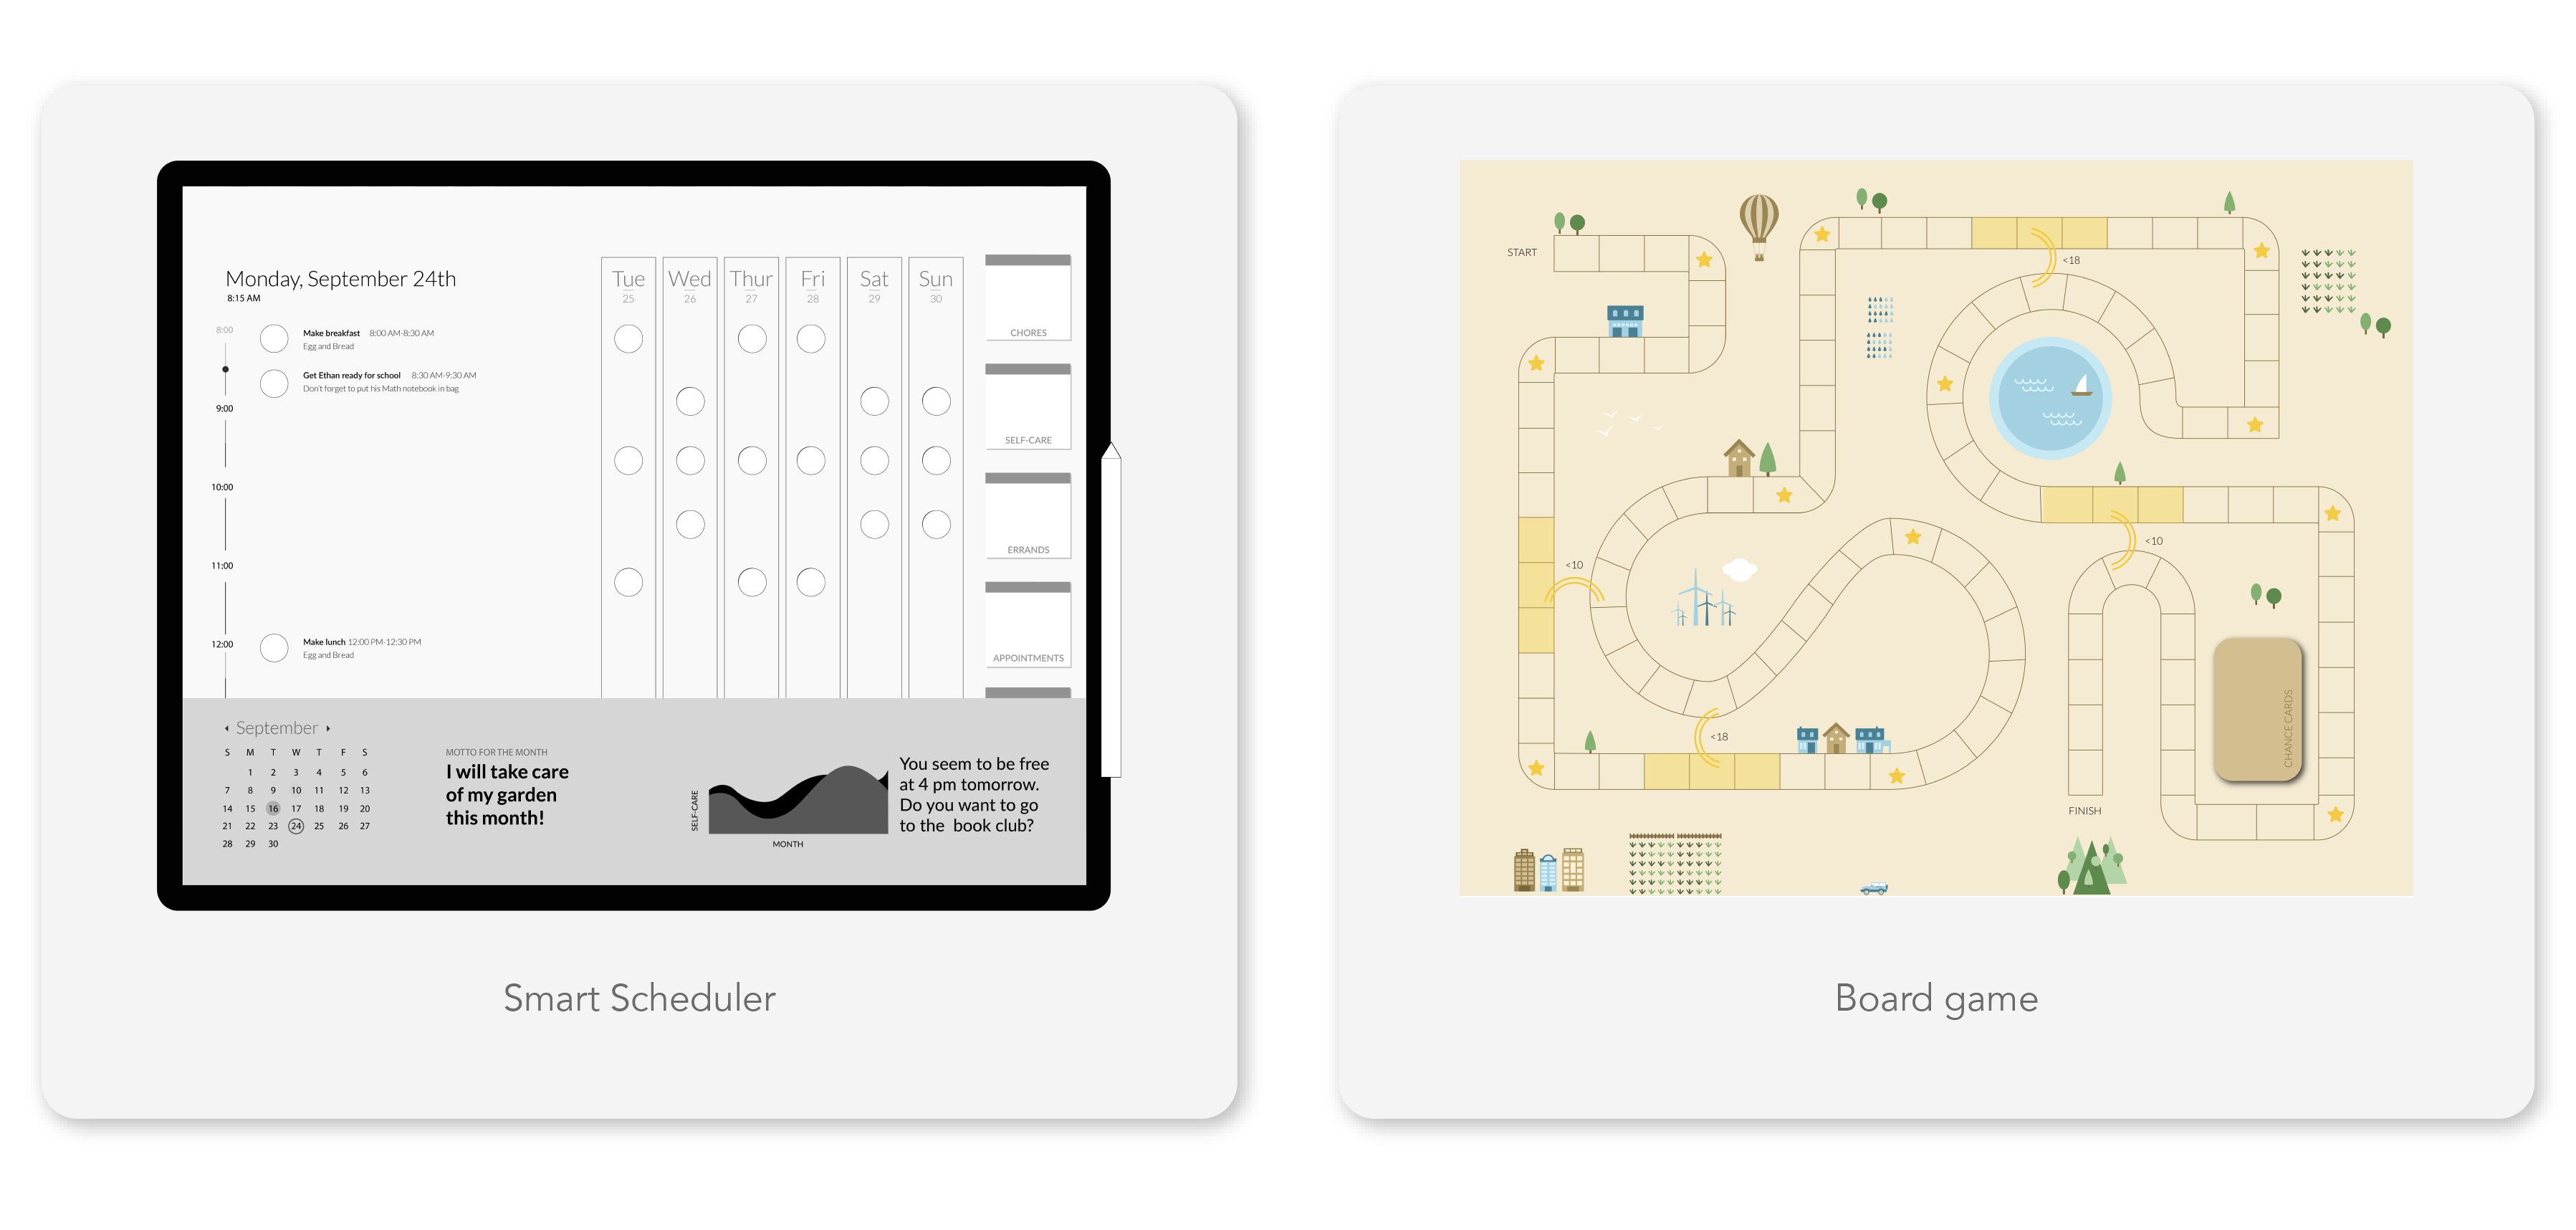 Monday, September 24th
8:15 AM
8:00
Make breakfast 8:00 AM-8:30 AM
Egg and Bread
Get Ethan ready for school 8:30 AM-9:30 AM
Don't forget to put his Math notebook in bag
9:00
10:00
11:00
12:00
Make lunch 12:00 PM-12:30 PM
Egg and Bread
Tue Wed Thur Fri Sat Sun
25 26 27 28 29 30
CHORES
SELF-CARE
ERRANDS
APPOINTMENTS
September
S M T W T F S
1 2 3 4 5 6
7 8 9 10 11 12 13
14 15 16 17 18 19 20
21 22 23 24 25 26 27
28 29 30
MOTTO FOR THE MONTH
I will take care
of my garden
this month!
SELF-CARE
MONTH
You seem to be free
at 4 pm tomorrow.
Do you want to go
to the book club?
Smart Scheduler
START
<18
<10
<10
<18
CHANCE CARDS
FINISH
Board game